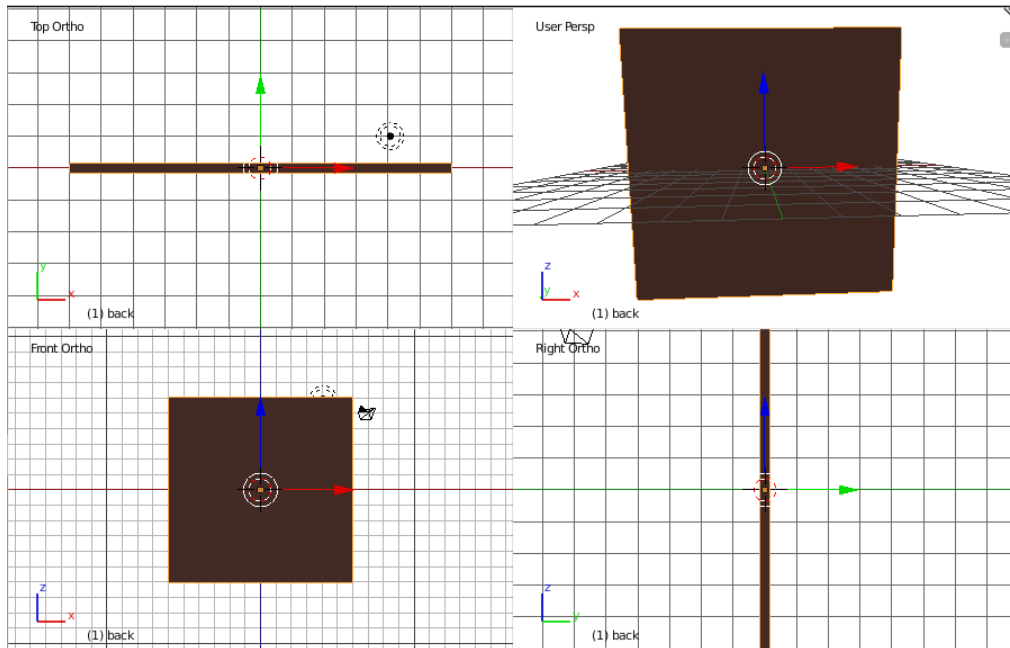 Top Ortho
y
x
(1) back
User Persp
z
y
x
(1) back
Front Ortho
z
x
(1) back
Right Ortho
z
y
(1) back